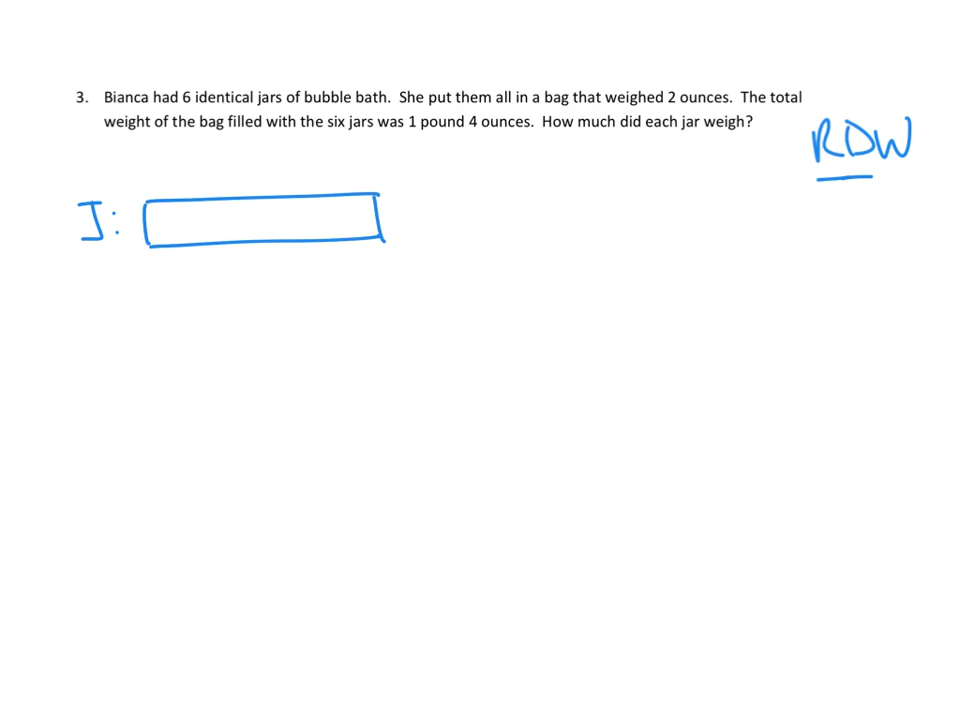 3. Bianca had 6 identical jars of bubble bath. She put them all in a bag that weighed 2 ounces. The total
weight of the bag filled with the six jars was 1 pound 4 ounces. How much did each jar weigh?
RDW
J: